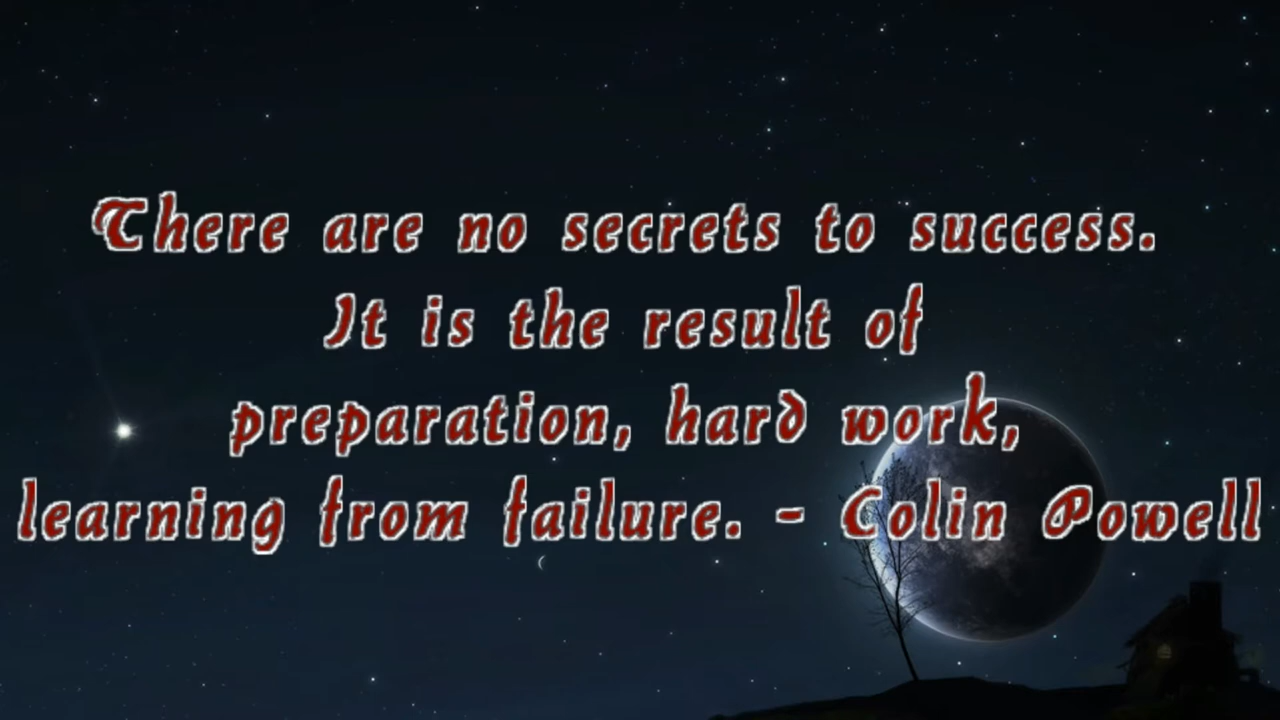 There are no secrets to success.
It is the result of
preparation, hard work,
learning from failure. - Colin Powell